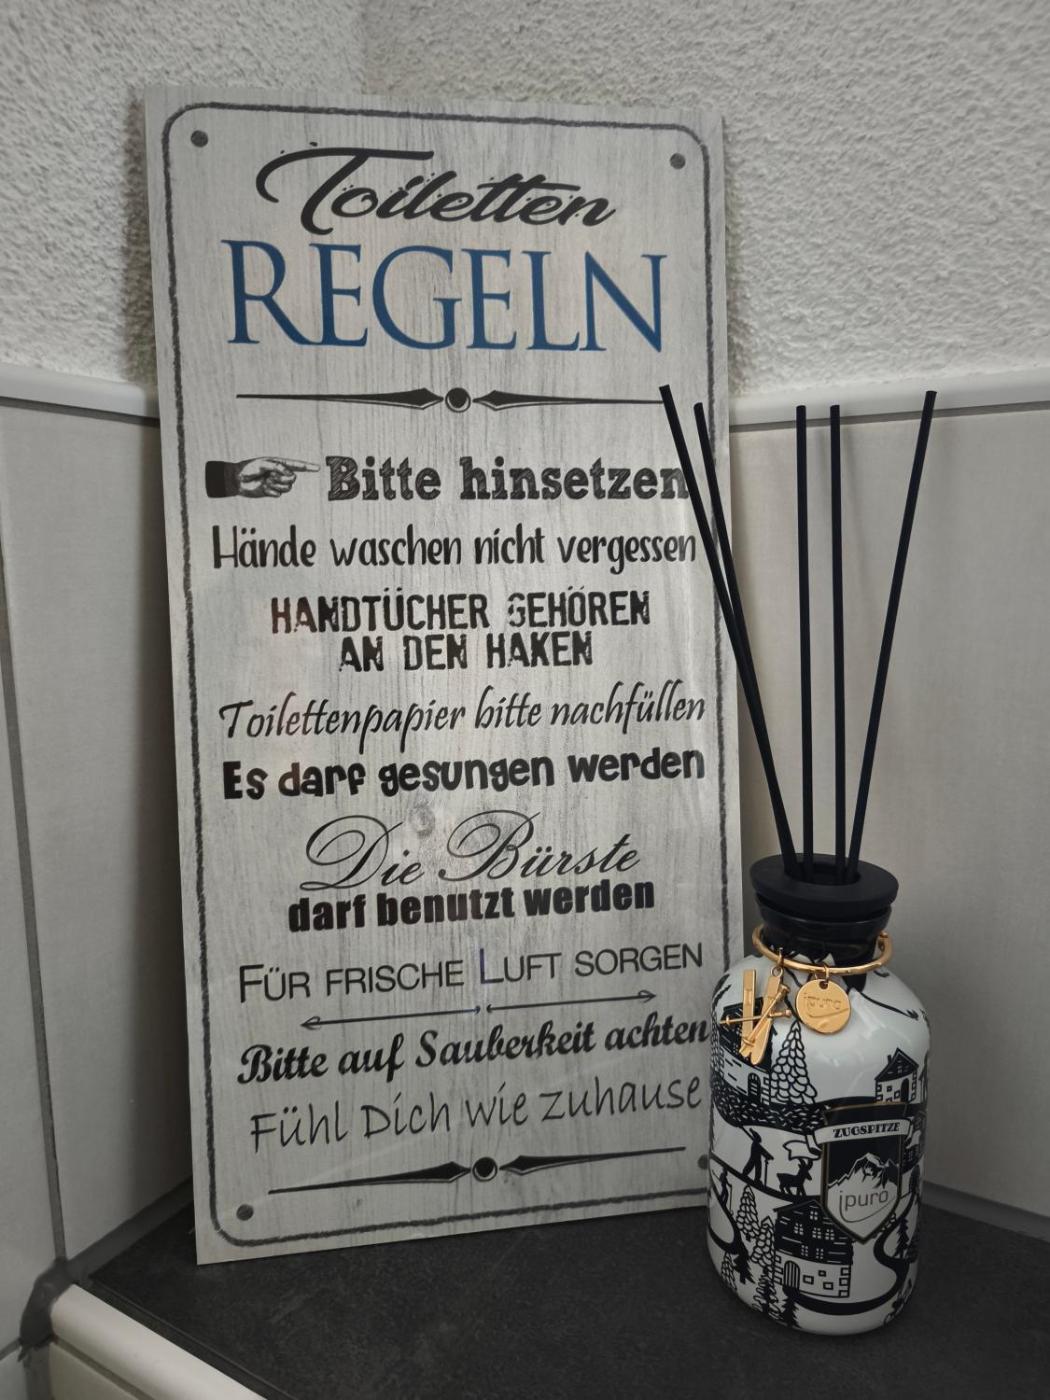 Toiletten
REGELN
Bitte hinsetzen
Hände waschen nicht vergessen
HANDTÜCHER GEHÖREN
AN DEN HAKEN
Toilettenpapier bitte nachfüllen
Es darf gesungen werden
Die Bürste
darf benutzt werden
FÜR FRISCHE LUFT SORGEN
Bitte auf Sauberkeit achten
Fühl Dich wie zuhause
ipuro
ZUGSPITZE
ipuro